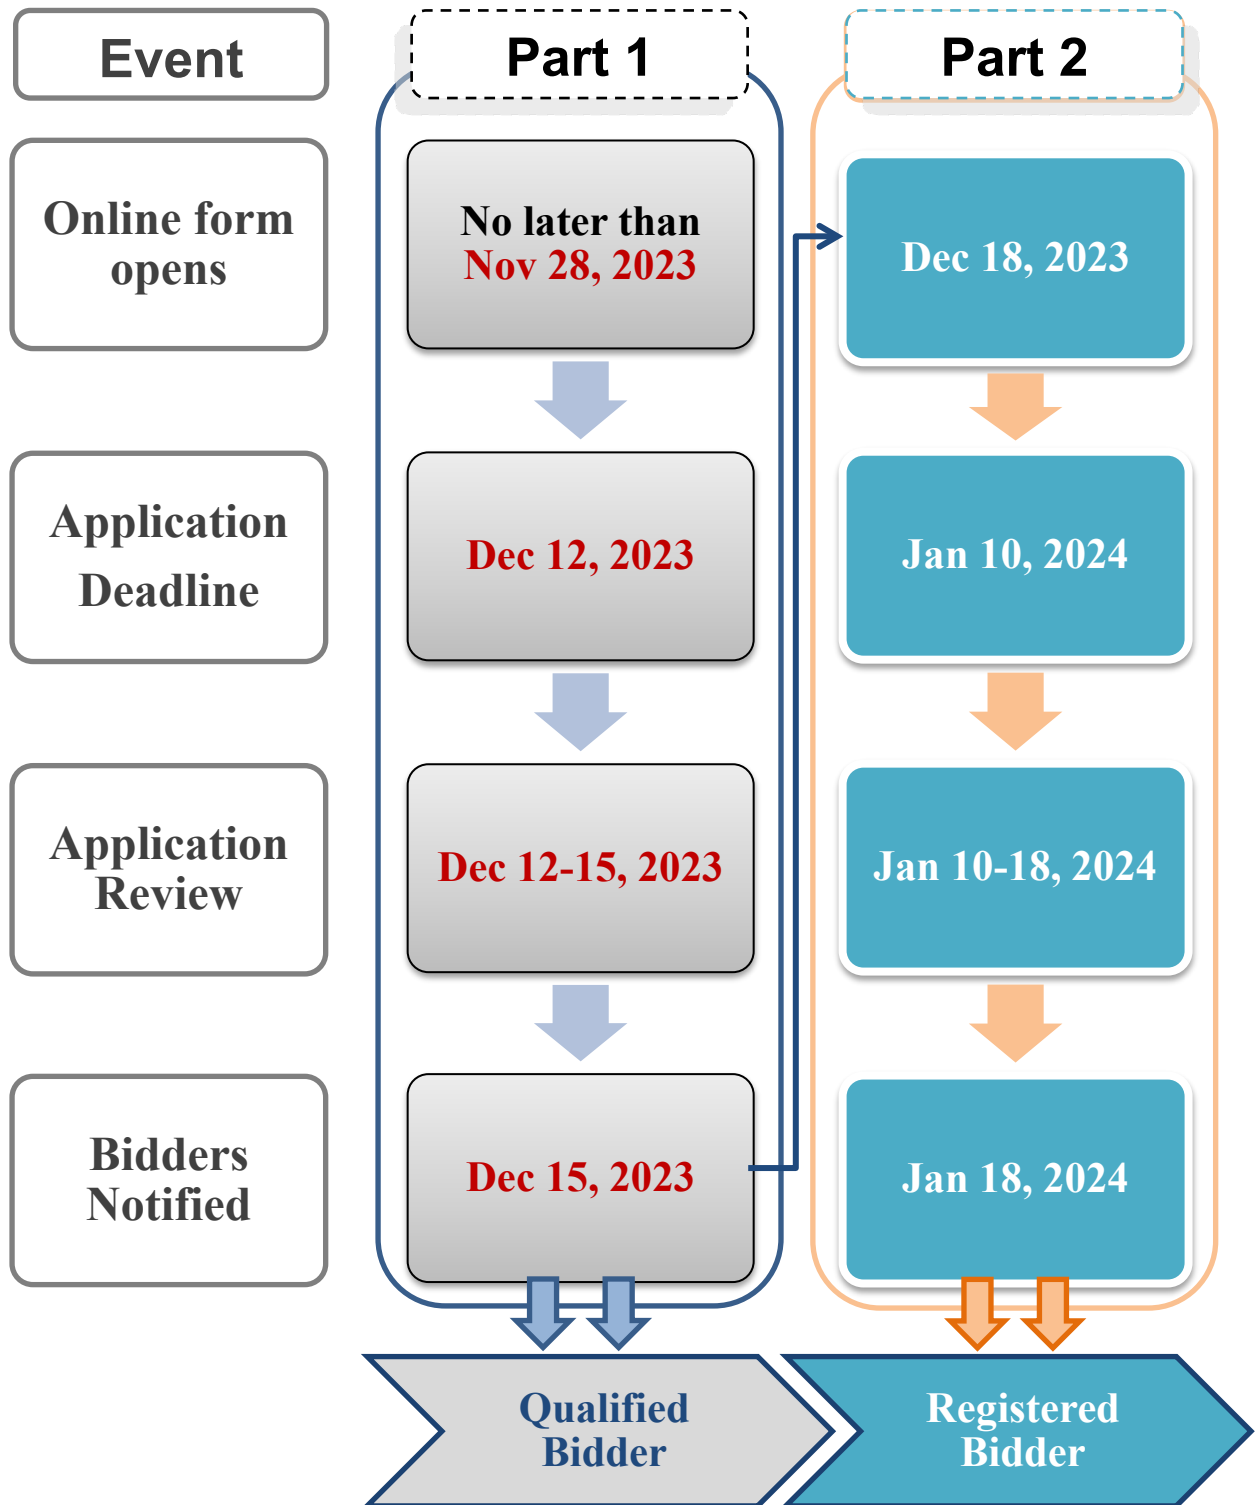 Event
Part 1
Part 2
Online form
opens
No later than
Nov 28, 2023
Dec 18, 2023
Application
Deadline
Dec 12, 2023
Jan 10, 2024
Application
Review
Dec 12-15, 2023
Jan 10-18, 2024
Bidders
Notified
Dec 15, 2023
Jan 18, 2024
Qualified
Bidder
Registered
Bidder